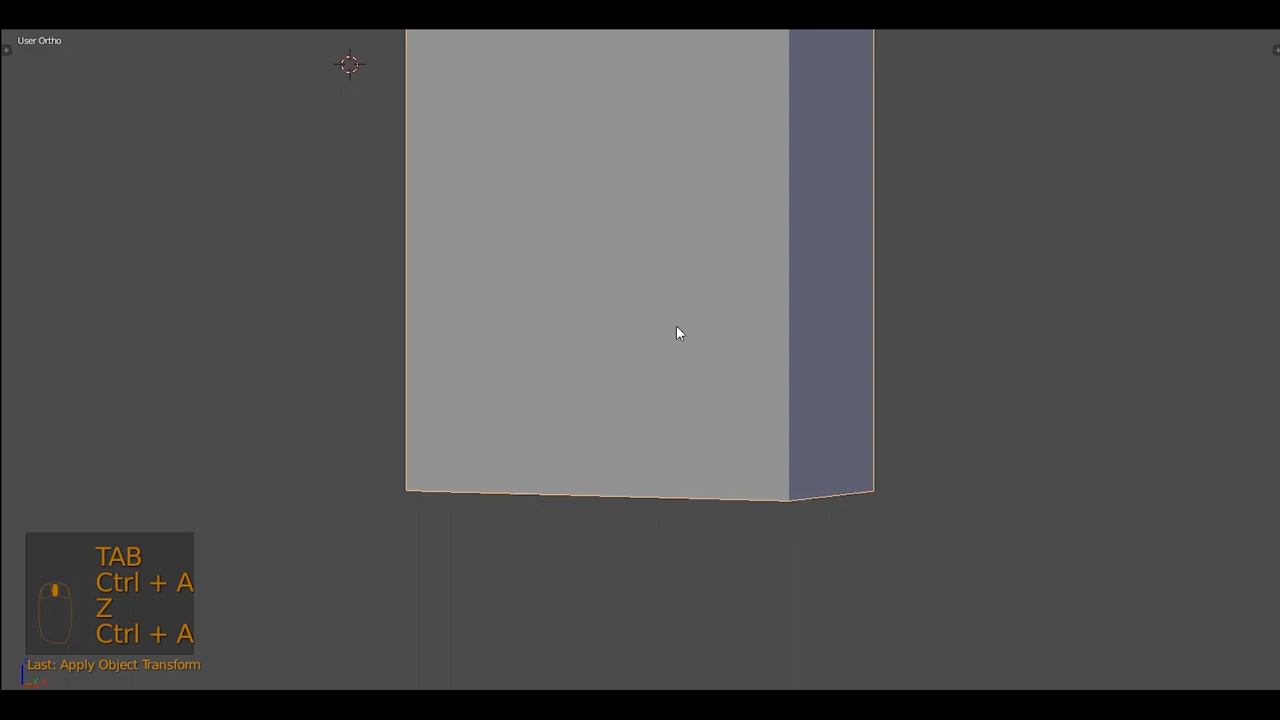 User Ortho
TAB
Ctrl + A
Z
Ctrl + A
Last: Apply Object Transform